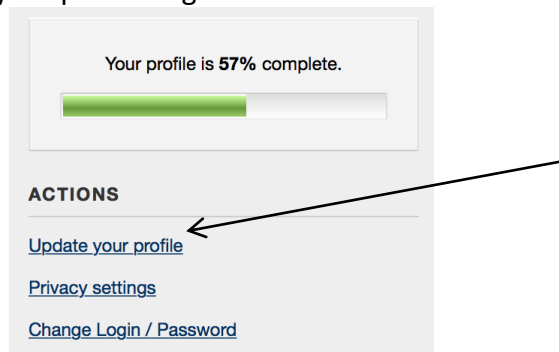 Your profile is 57% complete.
ACTIONS
Update your profile
Privacy settings
Change Login / Password